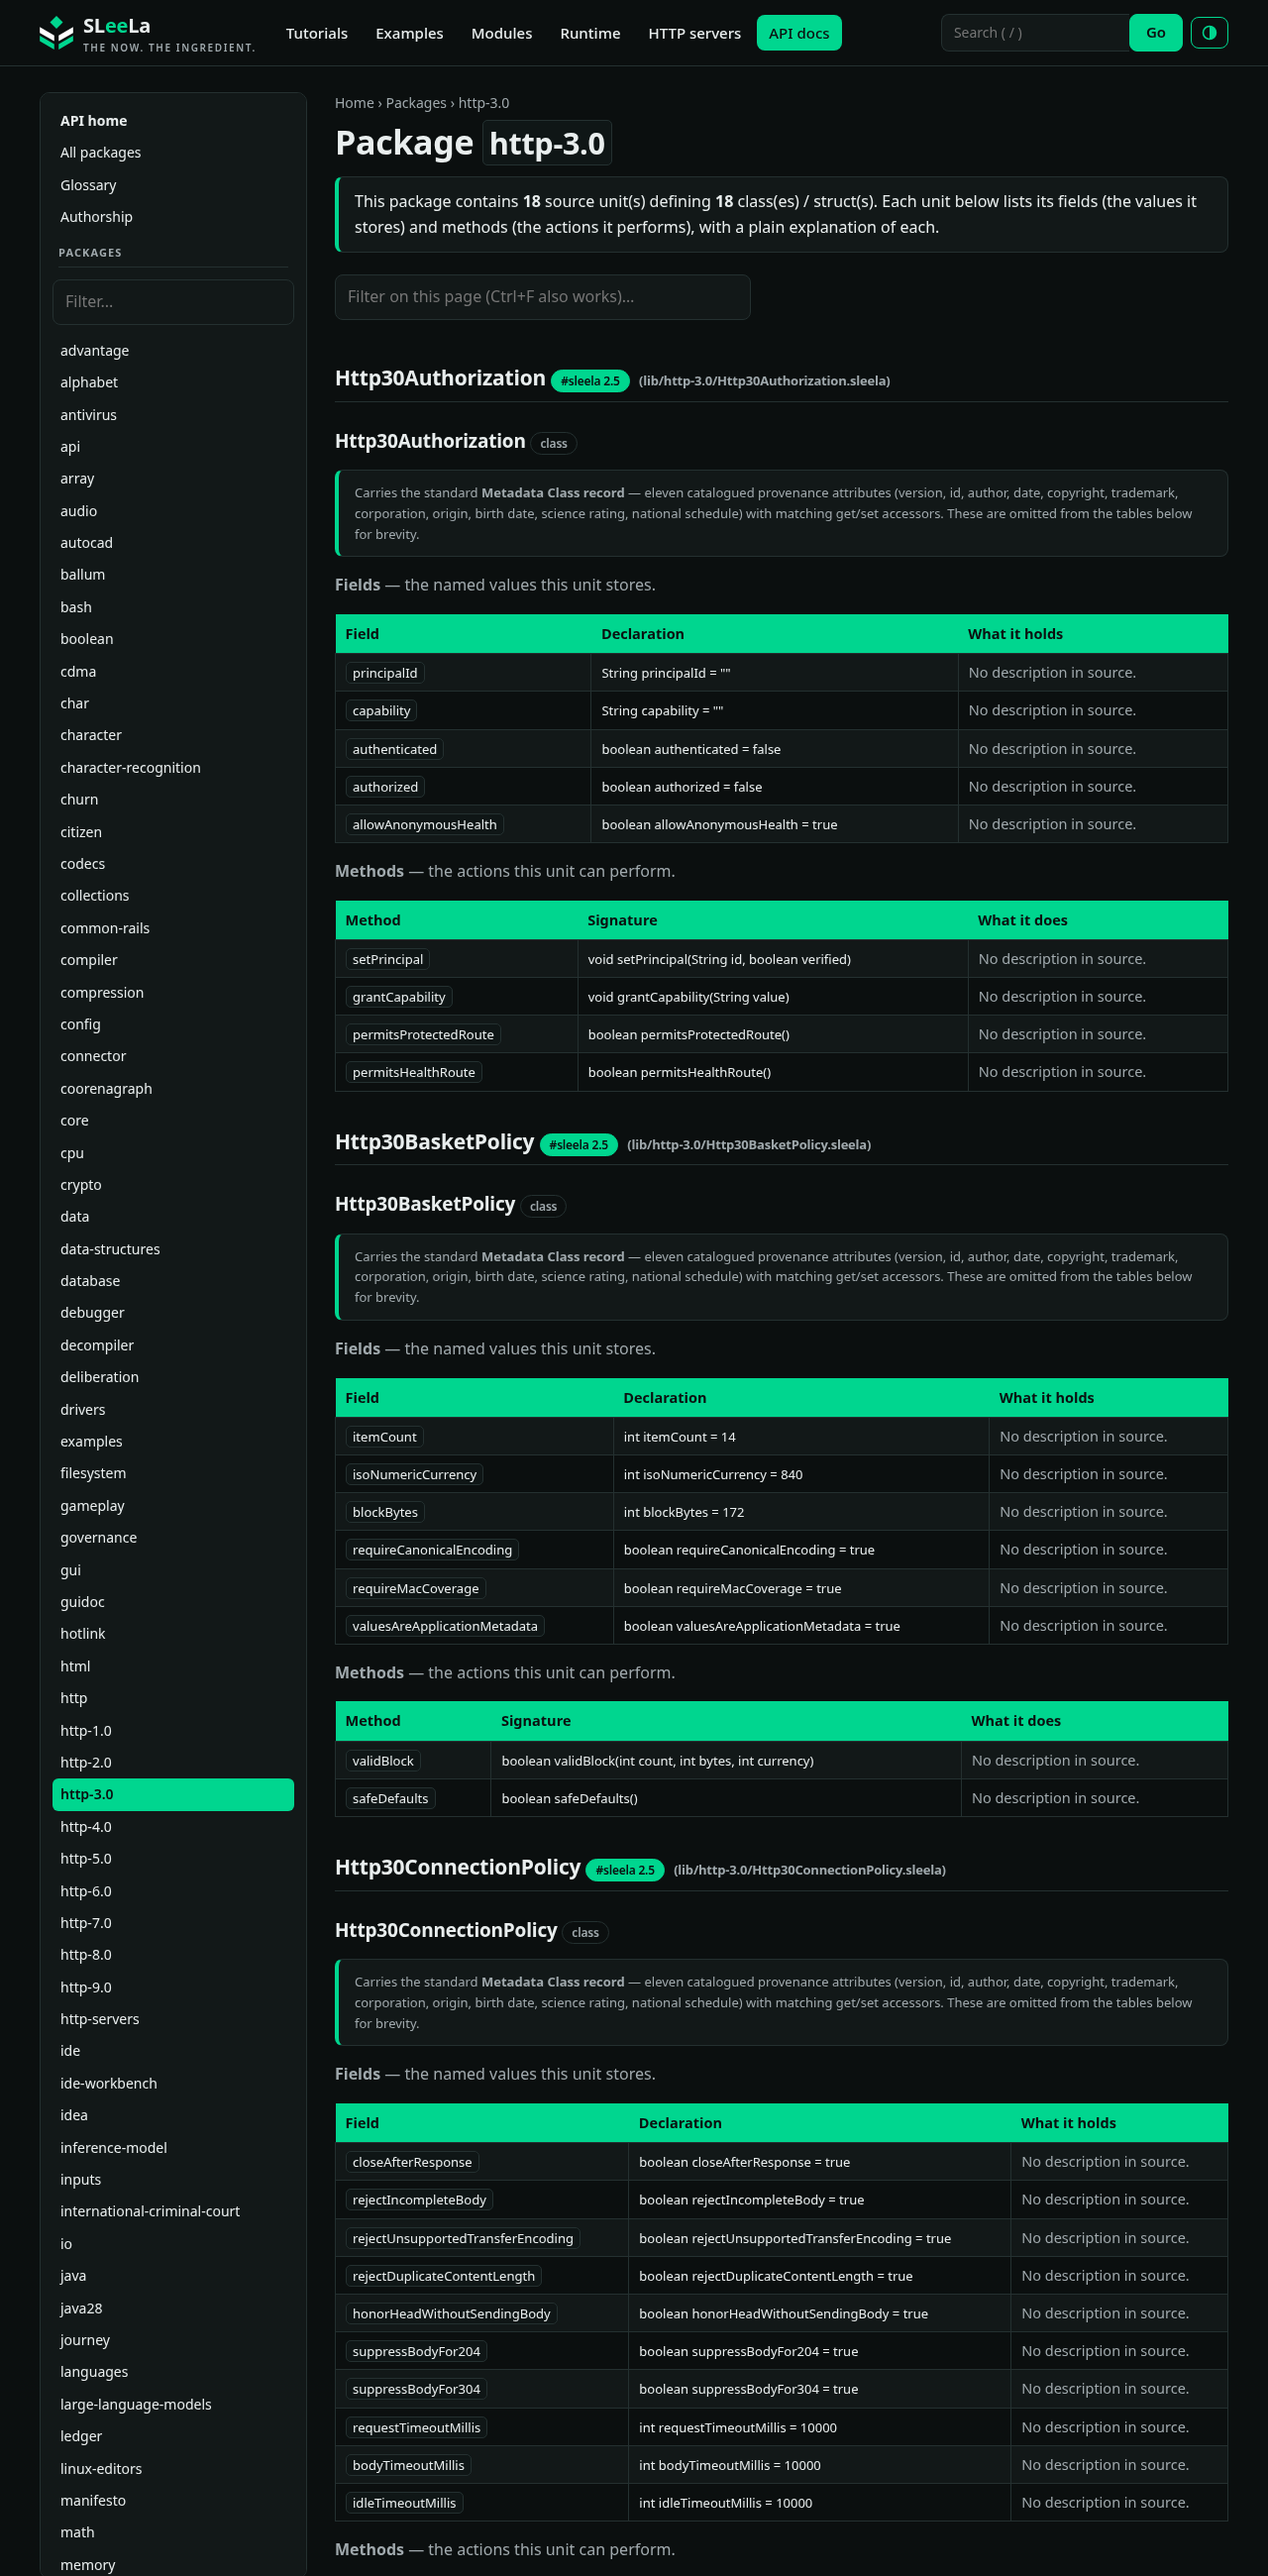 SLeeLa
THE NOW. THE INGREDIENT.
Tutorials
Examples
Modules
Runtime
HTTP servers
API docs
Search ( / )
Go
API home
All packages
Glossary
Authorship
PACKAGES
Filter...
advantage
alphabet
antivirus
api
array
audio
autocad
ballum
bash
boolean
cdma
char
character
character-recognition
churn
citizen
codecs
collections
common-rails
compiler
compression
config
connector
coorenagraph
core
cpu
crypto
data
data-structures
database
debugger
decompiler
deliberation
drivers
examples
filesystem
gameplay
governance
gui
guidoc
hotlink
html
http
http-1.0
http-2.0
http-3.0
http-4.0
http-5.0
http-6.0
http-7.0
http-8.0
http-9.0
http-servers
ide
ide-workbench
idea
inference-model
inputs
international-criminal-court
io
java
java28
journey
languages
large-language-models
ledger
linux-editors
manifesto
math
memory
Home › Packages › http-3.0
Package http-3.0
This package contains 18 source unit(s) defining 18 class(es) / struct(s). Each unit below lists its fields (the values it
stores) and methods (the actions it performs), with a plain explanation of each.
Filter on this page (Ctrl+F also works)...
Http30Authorization #sleela 2.5 (lib/http-3.0/Http30Authorization.sleela)
Http30Authorization class
Carries the standard Metadata Class record — eleven catalogued provenance attributes (version, id, author, date, copyright, trademark,
corporation, origin, birth date, science rating, national schedule) with matching get/set accessors. These are omitted from the tables below
for brevity.
Fields — the named values this unit stores.
Field Declaration What it holds
principalId String principalId = "" No description in source.
capability String capability = "" No description in source.
authenticated boolean authenticated = false No description in source.
authorized boolean authorized = false No description in source.
allowAnonymousHealth boolean allowAnonymousHealth = true No description in source.
Methods — the actions this unit can perform.
Method Signature What it does
setPrincipal void setPrincipal(String id, boolean verified) No description in source.
grantCapability void grantCapability(String value) No description in source.
permitsProtectedRoute boolean permitsProtectedRoute() No description in source.
permitsHealthRoute boolean permitsHealthRoute() No description in source.
Http30BasketPolicy #sleela 2.5 (lib/http-3.0/Http30BasketPolicy.sleela)
Http30BasketPolicy class
Carries the standard Metadata Class record — eleven catalogued provenance attributes (version, id, author, date, copyright, trademark,
corporation, origin, birth date, science rating, national schedule) with matching get/set accessors. These are omitted from the tables below
for brevity.
Fields — the named values this unit stores.
Field Declaration What it holds
itemCount int itemCount = 14 No description in source.
isoNumericCurrency int isoNumericCurrency = 840 No description in source.
blockBytes int blockBytes = 172 No description in source.
requireCanonicalEncoding boolean requireCanonicalEncoding = true No description in source.
requireMacCoverage boolean requireMacCoverage = true No description in source.
valuesAreApplicationMetadata boolean valuesAreApplicationMetadata = true No description in source.
Methods — the actions this unit can perform.
Method Signature What it does
validBlock boolean validBlock(int count, int bytes, int currency) No description in source.
safeDefaults boolean safeDefaults() No description in source.
Http30ConnectionPolicy #sleela 2.5 (lib/http-3.0/Http30ConnectionPolicy.sleela)
Http30ConnectionPolicy class
Carries the standard Metadata Class record — eleven catalogued provenance attributes (version, id, author, date, copyright, trademark,
corporation, origin, birth date, science rating, national schedule) with matching get/set accessors. These are omitted from the tables below
for brevity.
Fields — the named values this unit stores.
Field Declaration What it holds
closeAfterResponse boolean closeAfterResponse = true No description in source.
rejectIncompleteBody boolean rejectIncompleteBody = true No description in source.
rejectUnsupportedTransferEncoding boolean rejectUnsupportedTransferEncoding = true No description in source.
rejectDuplicateContentLength boolean rejectDuplicateContentLength = true No description in source.
honorHeadWithoutSendingBody boolean honorHeadWithoutSendingBody = true No description in source.
suppressBodyFor204 boolean suppressBodyFor204 = true No description in source.
suppressBodyFor304 boolean suppressBodyFor304 = true No description in source.
requestTimeoutMillis int requestTimeoutMillis = 10000 No description in source.
bodyTimeoutMillis int bodyTimeoutMillis = 10000 No description in source.
idleTimeoutMillis int idleTimeoutMillis = 10000 No description in source.
Methods — the actions this unit can perform.